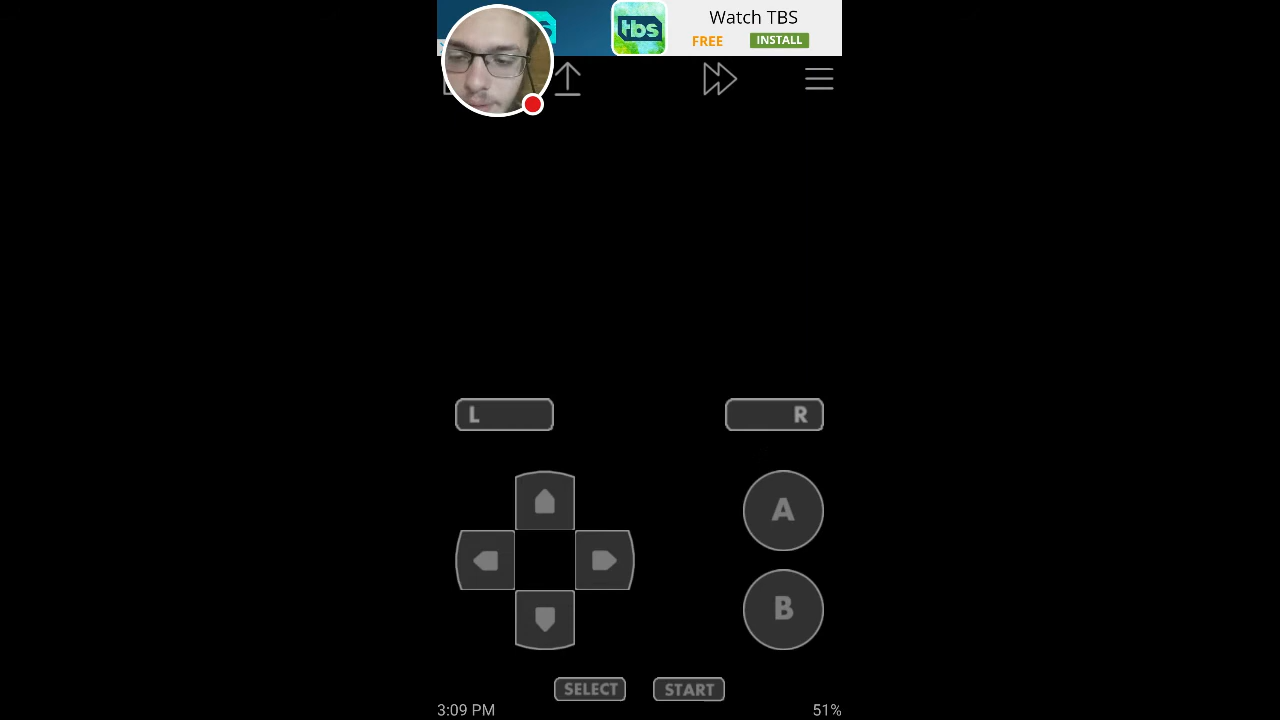 Watch TBS
tbs
FREE
INSTALL
L
R
A
B
SELECT
START
3:09 PM
51%